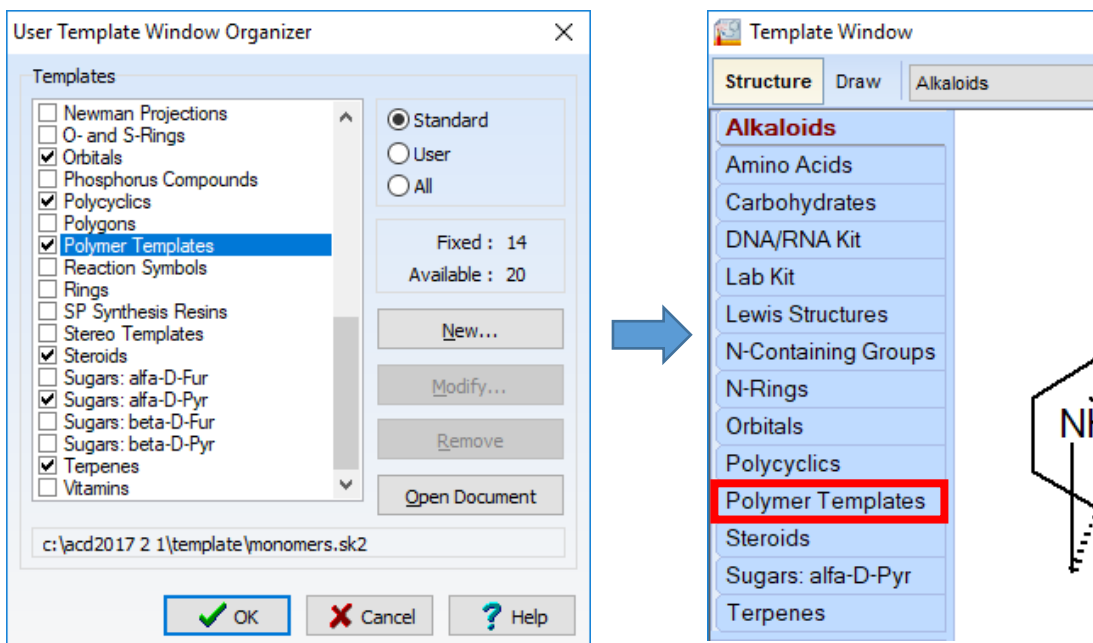 User Template Window Organizer
Templates
Newman Projections
O- and S-Rings
Orbitals
Phosphorus Compounds
Polycyclics
Polygons
Polymer Templates
Reaction Symbols
Rings
SP Synthesis Resins
Stereo Templates
Steroids
Sugars: alfa-D-Fur
Sugars: alfa-D-Pyr
Sugars: beta-D-Fur
Sugars: beta-D-Pyr
Terpenes
Vitamins
Standard
User
All
Fixed : 14
Available : 20
New...
Modify...
Remove
Open Document
c:\acd2017 2 1\template\monomers.sk2
OK
Cancel
? Help
Template Window
Structure Draw Alkaloids
Alkaloids
Amino Acids
Carbohydrates
DNA/RNA Kit
Lab Kit
Lewis Structures
N-Containing Groups
N-Rings
Orbitals
Polycyclics
Polymer Templates
Steroids
Sugars: alfa-D-Pyr
Terpenes